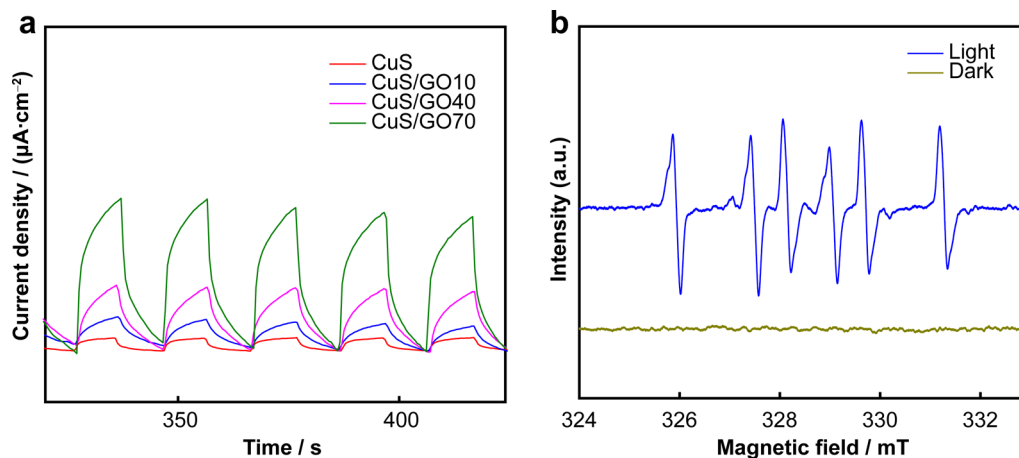 a
CuS
CuS/GO10
CuS/GO40
CuS/GO70
Current density / (μA·cm⁻²)
350
400
Time / s
b
Light
Dark
Intensity (a.u.)
324
326
328
330
332
Magnetic field / mT